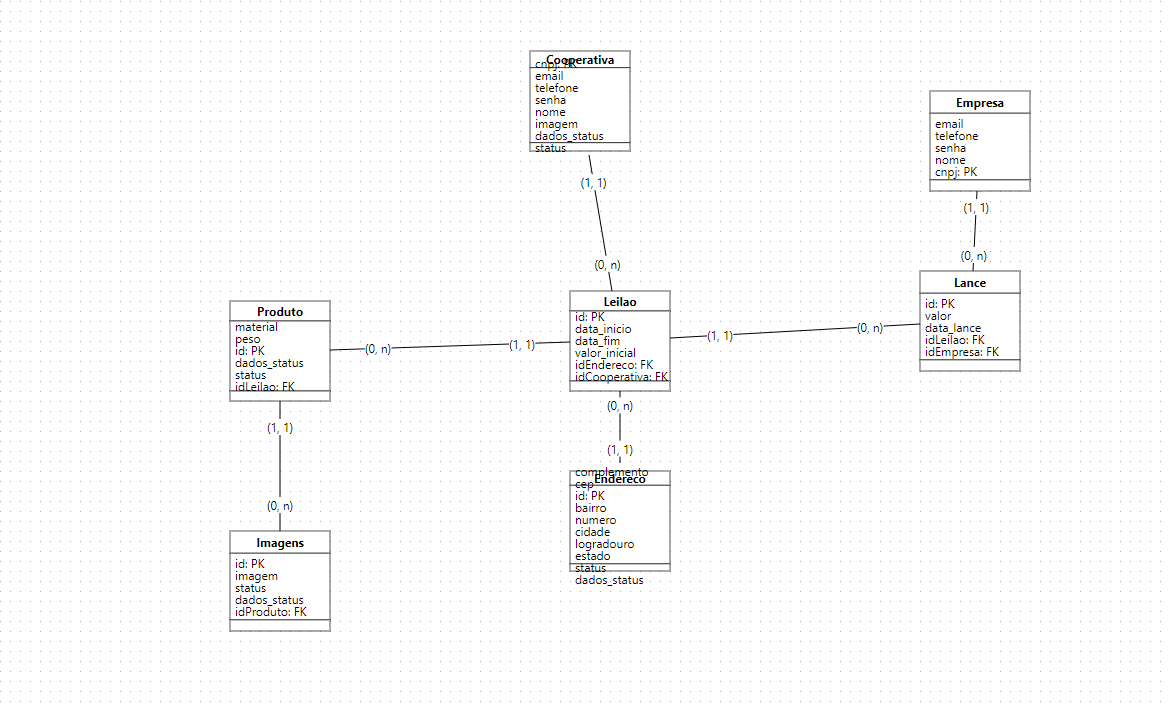 Cooperativa
cnpj: PK
email
telefone
senha
nome
imagem
dados_status
status
(1, 1)
(0, n)
Empresa
email
telefone
senha
nome
cnpj: PK
(1, 1)
(0, n)
Lance
id: PK
valor
data_lance
idLeilao: FK
idEmpresa: FK
Leilao
id: PK
data_inicio
data_fim
valor_inicial
idEndereco: FK
idCooperativa: FK
(1, 1)
(0, n)
Produto
material
peso
id: PK
dados_status
status
idLeilao: FK
(0, n)
(1, 1)
(0, n)
(1, 1)
Endereco
complemento
cep
id: PK
bairro
numero
cidade
logradouro
estado
status
dados_status
(1, 1)
(0, n)
Imagens
id: PK
imagem
status
dados_status
idProduto: FK